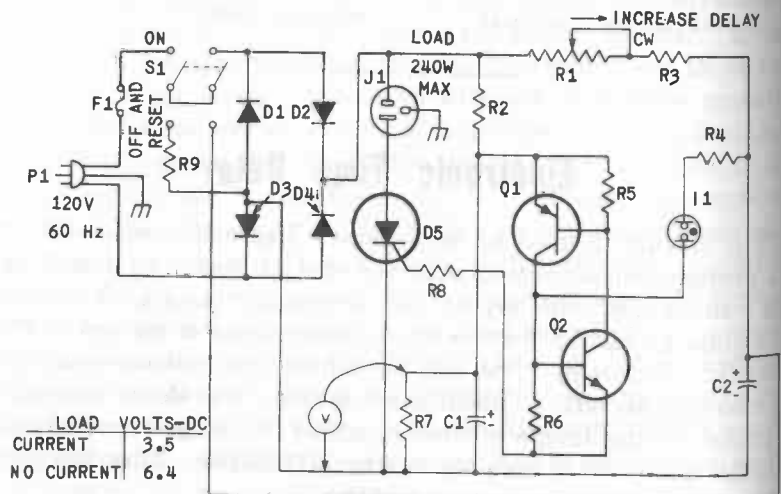 INCREASE DELAY
ON
LOAD
CW
S1
J1
240W
MAX
R1
R3
F1
OFF AND
RESET
D1
D2
R2
R4
R9
P1
Q1
R5
I1
D3
D4
120V
60 Hz
D5
R8
Q2
C2
+
-
V
R7
C1
+
-
R6
LOAD VOLTS-DC
CURRENT 3.5
NO CURRENT 6.4